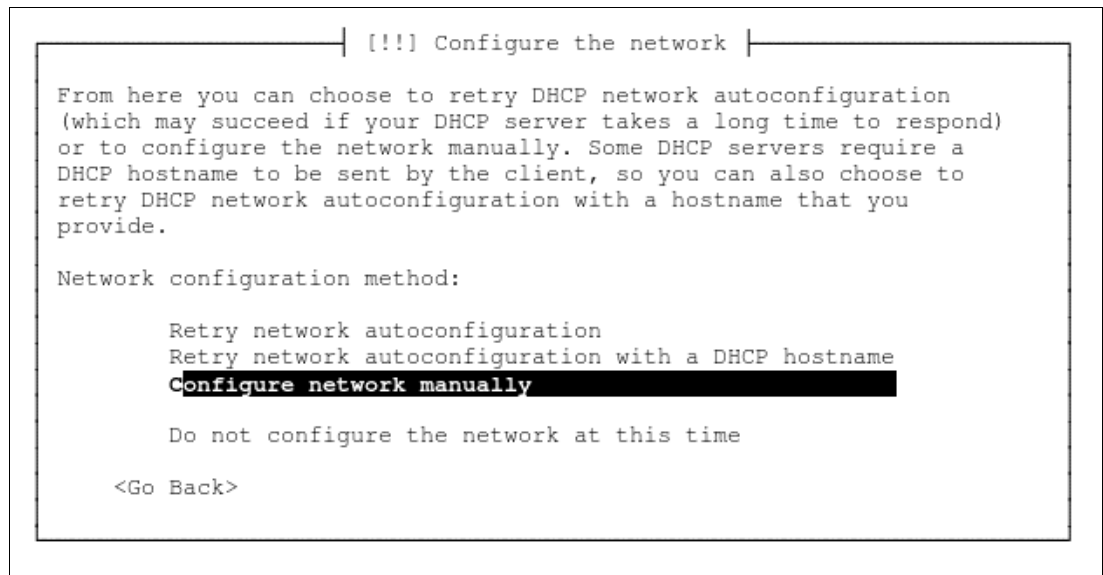 [!!] Configure the network
From here you can choose to retry DHCP network autoconfiguration
(which may succeed if your DHCP server takes a long time to respond)
or to configure the network manually. Some DHCP servers require a
DHCP hostname to be sent by the client, so you can also choose to
retry DHCP network autoconfiguration with a hostname that you
provide.
Network configuration method:
Retry network autoconfiguration
Retry network autoconfiguration with a DHCP hostname
Configure network manually
Do not configure the network at this time
<Go Back>